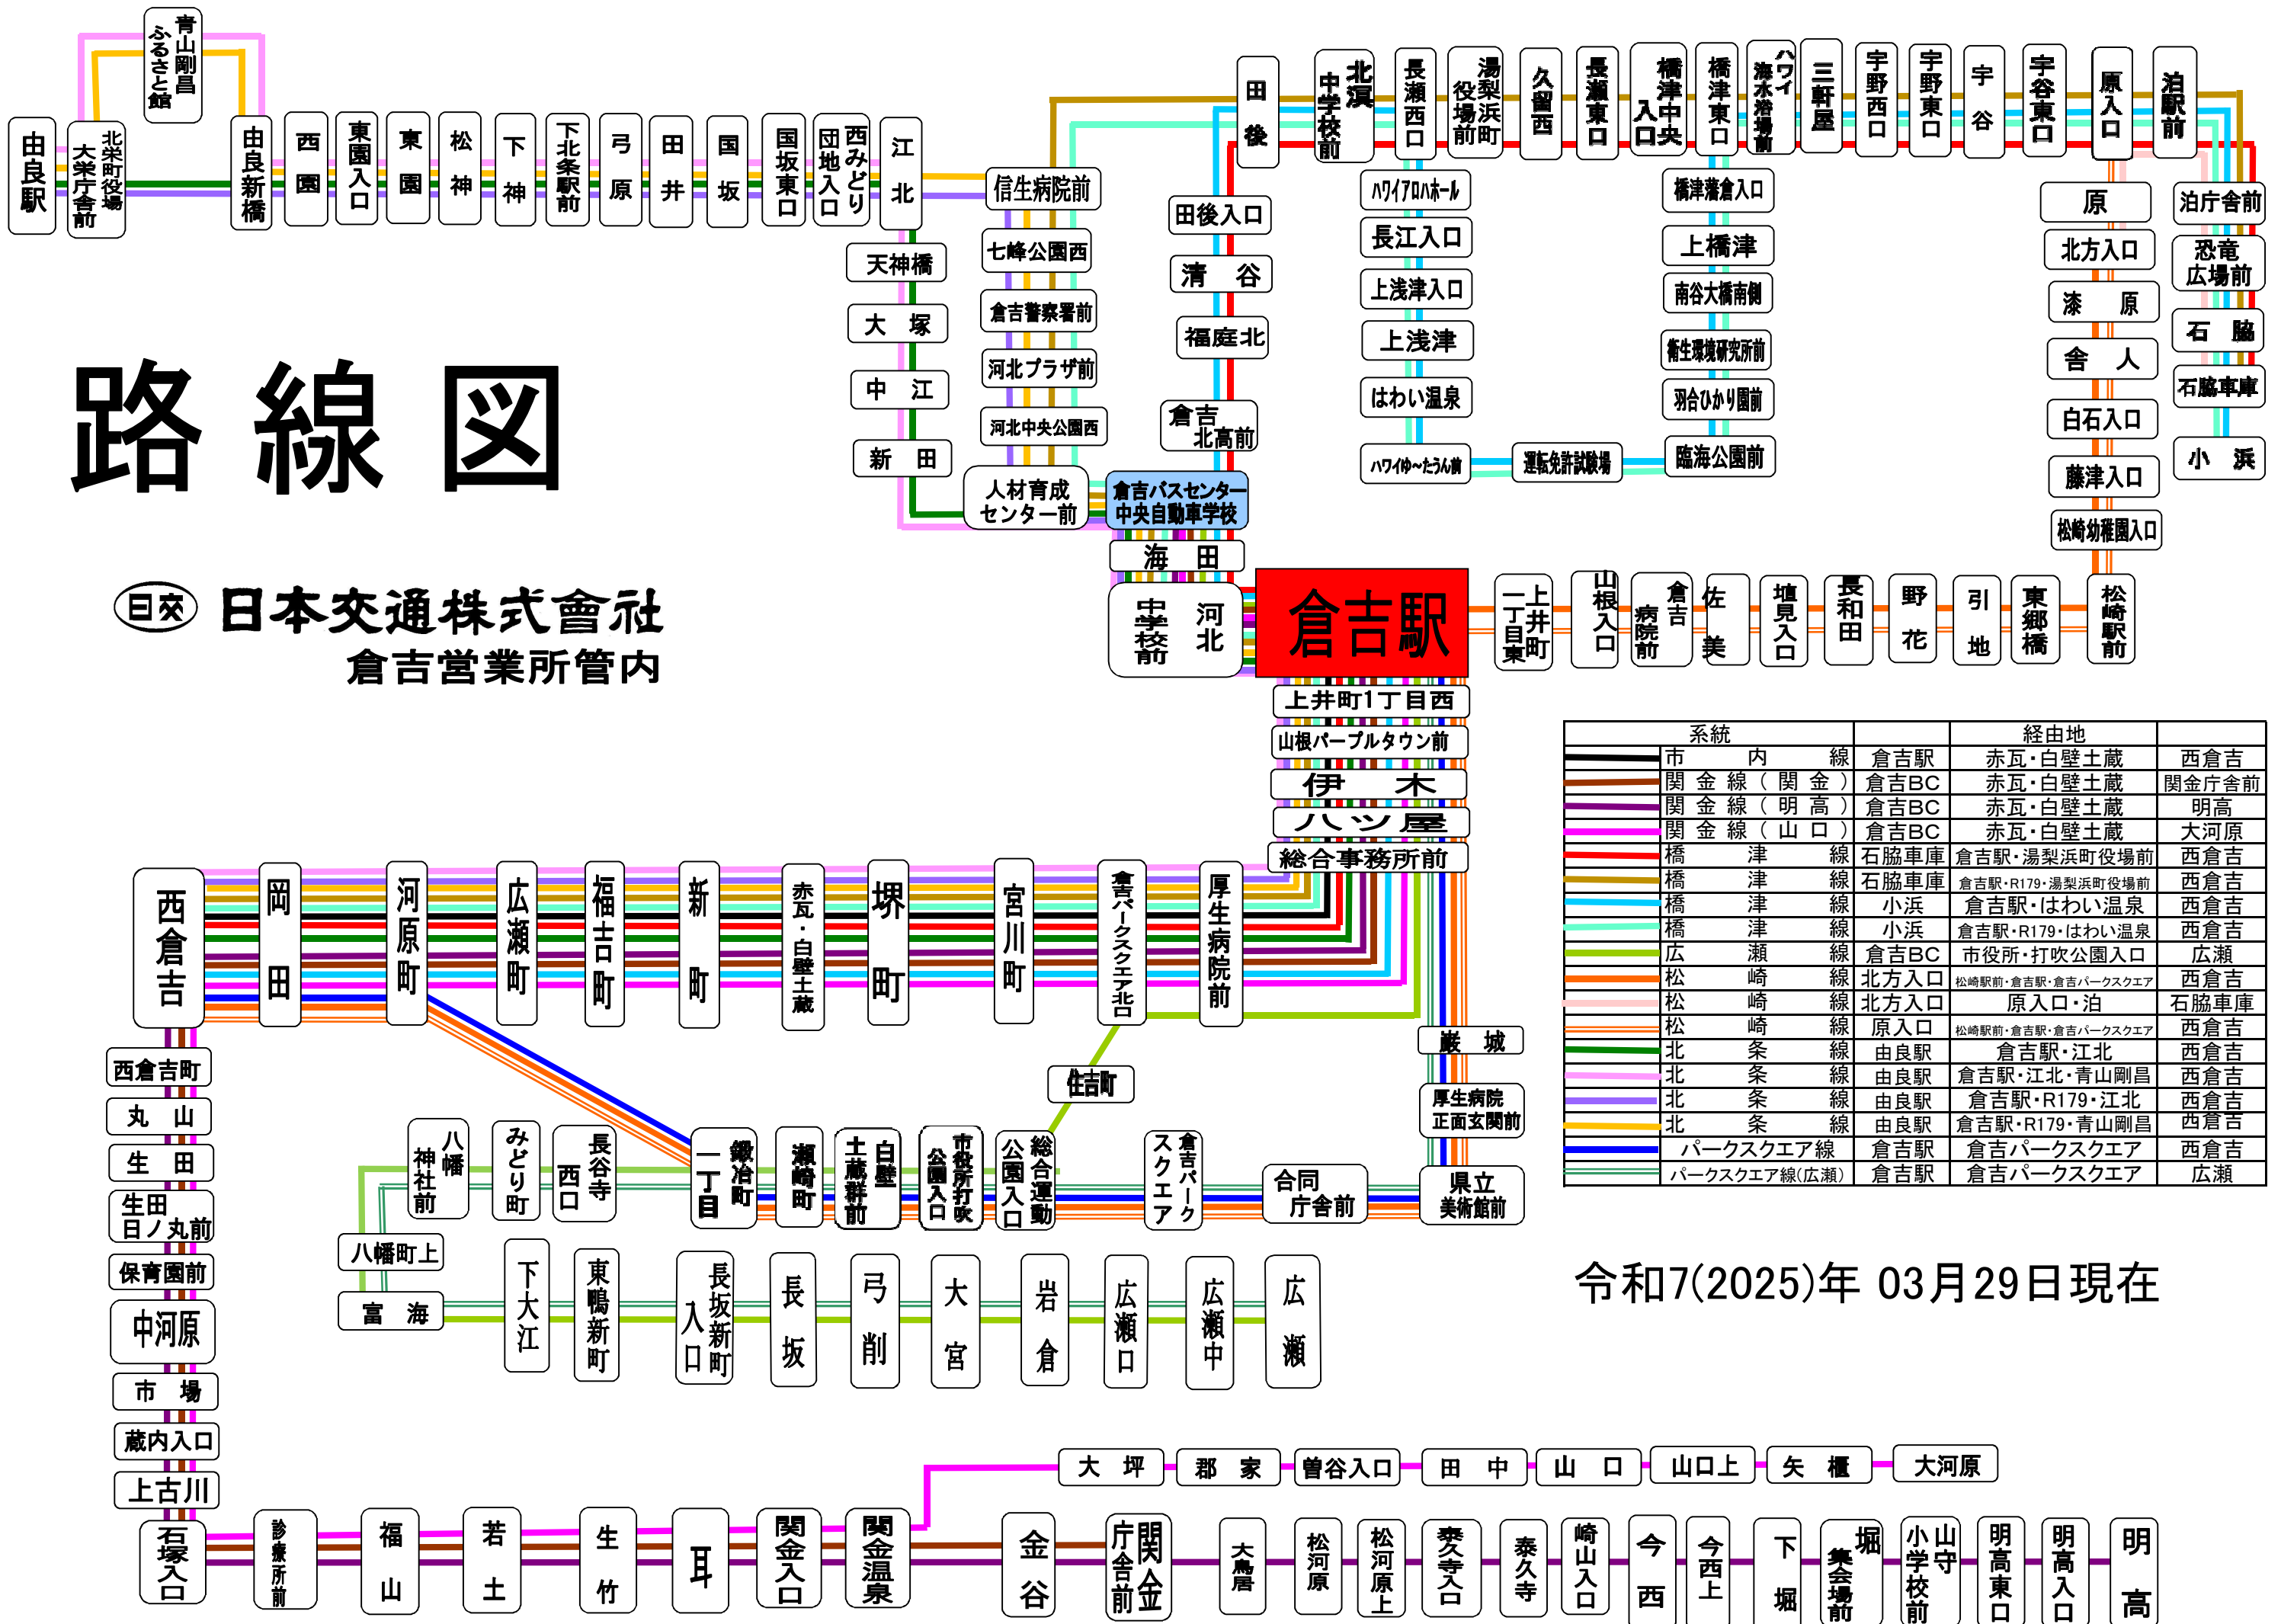 路線図
日交 日本交通株式會社
倉吉営業所管内
由良駅
北栄町役場大栄庁舎前
青山剛昌ふるさと館
由良新橋
西園
東園入口
東園
松神
下神
下北条駅前
弓原
田井
国坂
国坂東口
西みどり団地入口
江北
天神橋
大塚
中江
新田
信生病院前
七峰公園西
倉吉警察署前
河北プラザ前
河北中央公園西
人材育成センター前
倉吉バスセンター
中央自動車学校
海田
河北中学校前
田後
田後入口
清谷
福庭北
倉吉北高前
北溟中学校前
長瀬西口
湯梨浜町役場前
久留西
長瀬東口
橋津中央入口
橋津東口
ハワイ海水浴場前
三軒屋
宇野西口
宇野東口
宇谷
宇谷東口
原入口
泊駅前
ハワイアロハホール
長江入口
上浅津入口
上浅津
はわい温泉
ハワイゆ～たうん前
運転免許試験場
臨海公園前
羽合ひかり園前
衛生環境研究所前
南谷大橋南側
上橋津
橋津藩倉入口
泊庁舎前
恐竜広場前
石脇
石脇車庫
小浜
原
北方入口
漆原
舎人
白石入口
藤津入口
松崎幼稚園入口
松崎駅前
東郷橋
引地
野花
長和田
埴見入口
佐美
倉吉病院前
山根入口
上井町一丁目東
倉吉駅
上井町1丁目西
山根パープルタウン前
伊木
八ツ屋
総合事務所前
厚生病院前
倉吉パークスクエア北口
宮川町
堺町
赤瓦・白壁土蔵
新町
福吉町
広瀬町
河原町
岡田
西倉吉
巌城
厚生病院正面玄関前
県立美術館前
合同庁舎前
倉吉パークスクエア
住吉町
総合運動公園入口
市役所打吹公園入口
白壁土蔵群前
瀬崎町
鍛冶町一丁目
長谷寺西口
みどり町
八幡神社前
八幡町上
富海
下大江
東鴨新町
長坂新町入口
長坂
弓削
大宮
岩倉
広瀬口
広瀬中
広瀬
西倉吉町
丸山
生田
生田日ノ丸前
保育園前
中河原
市場
蔵内入口
上古川
石塚入口
診療所前
福山
若土
生竹
耳
関金入口
関金温泉
大坪
郡家
曽谷入口
田中
山口
山口上
矢櫃
大河原
金谷
関金庁舎前
大鳥居
松河原
松河原上
泰久寺入口
泰久寺
崎山入口
今西
今西上
下堀
堀集会場前
山守小学校前
明高東口
明高入口
明高
系統 経由地
市内線 倉吉駅 赤瓦・白壁土蔵 西倉吉
関金線(関金) 倉吉BC 赤瓦・白壁土蔵 関金庁舎前
関金線(明高) 倉吉BC 赤瓦・白壁土蔵 明高
関金線(山口) 倉吉BC 赤瓦・白壁土蔵 大河原
橋津線 石脇車庫 倉吉駅・湯梨浜町役場前 西倉吉
橋津線 石脇車庫 倉吉駅・R179・湯梨浜町役場前 西倉吉
橋津線 小浜 倉吉駅・はわい温泉 西倉吉
橋津線 小浜 倉吉駅・R179・はわい温泉 西倉吉
広瀬線 倉吉BC 市役所・打吹公園入口 広瀬
松崎線 北方入口 松崎駅前・倉吉駅・倉吉パークスクエア 西倉吉
松崎線 北方入口 原入口・泊 石脇車庫
松崎線 原入口 松崎駅前・倉吉駅・倉吉パークスクエア 西倉吉
北条線 由良駅 倉吉駅・江北 西倉吉
北条線 由良駅 倉吉駅・江北・青山剛昌 西倉吉
北条線 由良駅 倉吉駅・R179・江北 西倉吉
北条線 由良駅 倉吉駅・R179・青山剛昌 西倉吉
パークスクエア線 倉吉駅 倉吉パークスクエア 西倉吉
パークスクエア線(広瀬) 倉吉駅 倉吉パークスクエア 広瀬
令和7(2025)年 03月29日現在